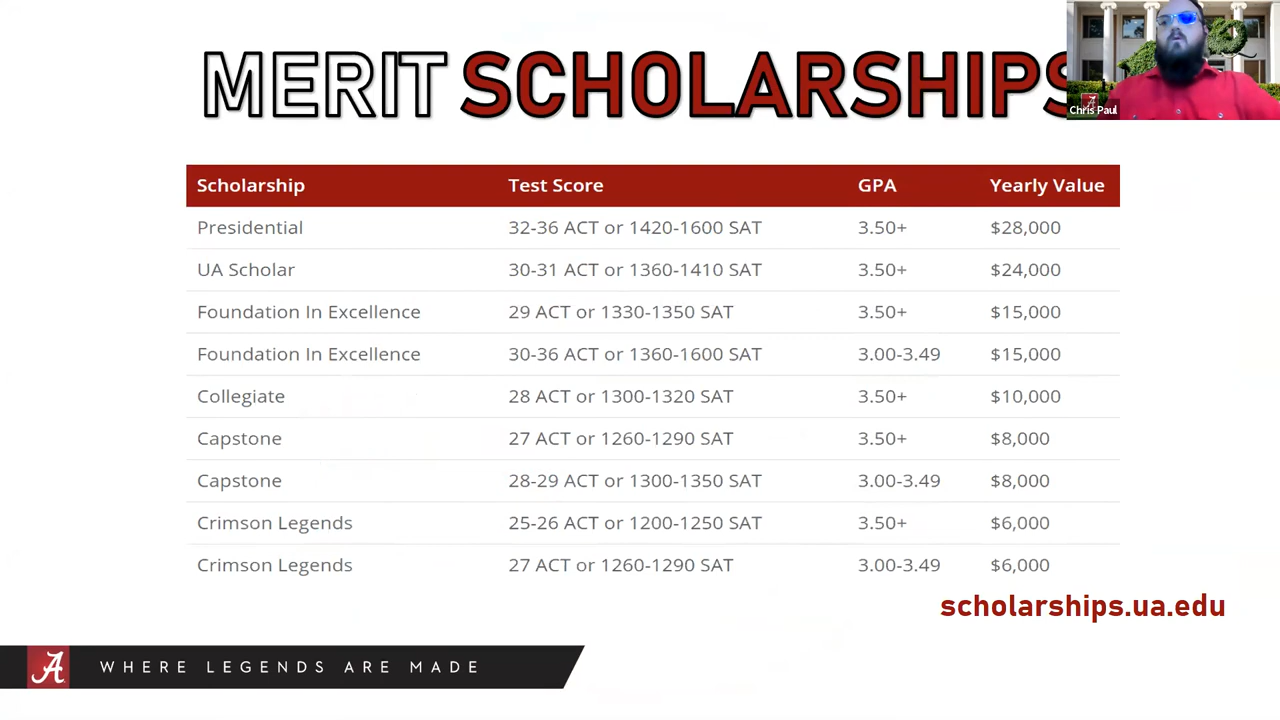 MERIT SCHOLARSHIPS
Chris Paul
Scholarship Test Score GPA Yearly Value
Presidential 32-36 ACT or 1420-1600 SAT 3.50+ $28,000
UA Scholar 30-31 ACT or 1360-1410 SAT 3.50+ $24,000
Foundation In Excellence 29 ACT or 1330-1350 SAT 3.50+ $15,000
Foundation In Excellence 30-36 ACT or 1360-1600 SAT 3.00-3.49 $15,000
Collegiate 28 ACT or 1300-1320 SAT 3.50+ $10,000
Capstone 27 ACT or 1260-1290 SAT 3.50+ $8,000
Capstone 28-29 ACT or 1300-1350 SAT 3.00-3.49 $8,000
Crimson Legends 25-26 ACT or 1200-1250 SAT 3.50+ $6,000
Crimson Legends 27 ACT or 1260-1290 SAT 3.00-3.49 $6,000
scholarships.ua.edu
A WHERE LEGENDS ARE MADE